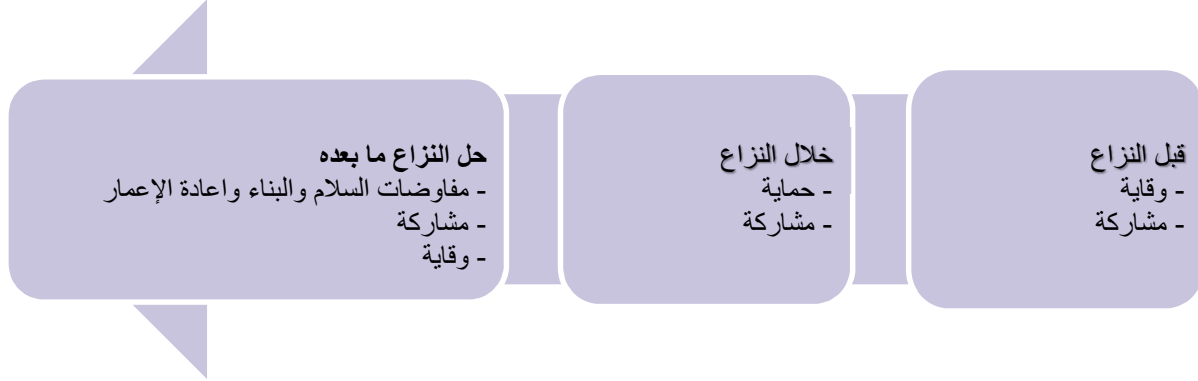 قبل النزاع
- وقاية
- مشاركة
خلال النزاع
- حماية
- مشاركة
حل النزاع ما بعده
- مفاوضات السلام والبناء واعادة الإعمار
- مشاركة
- وقاية